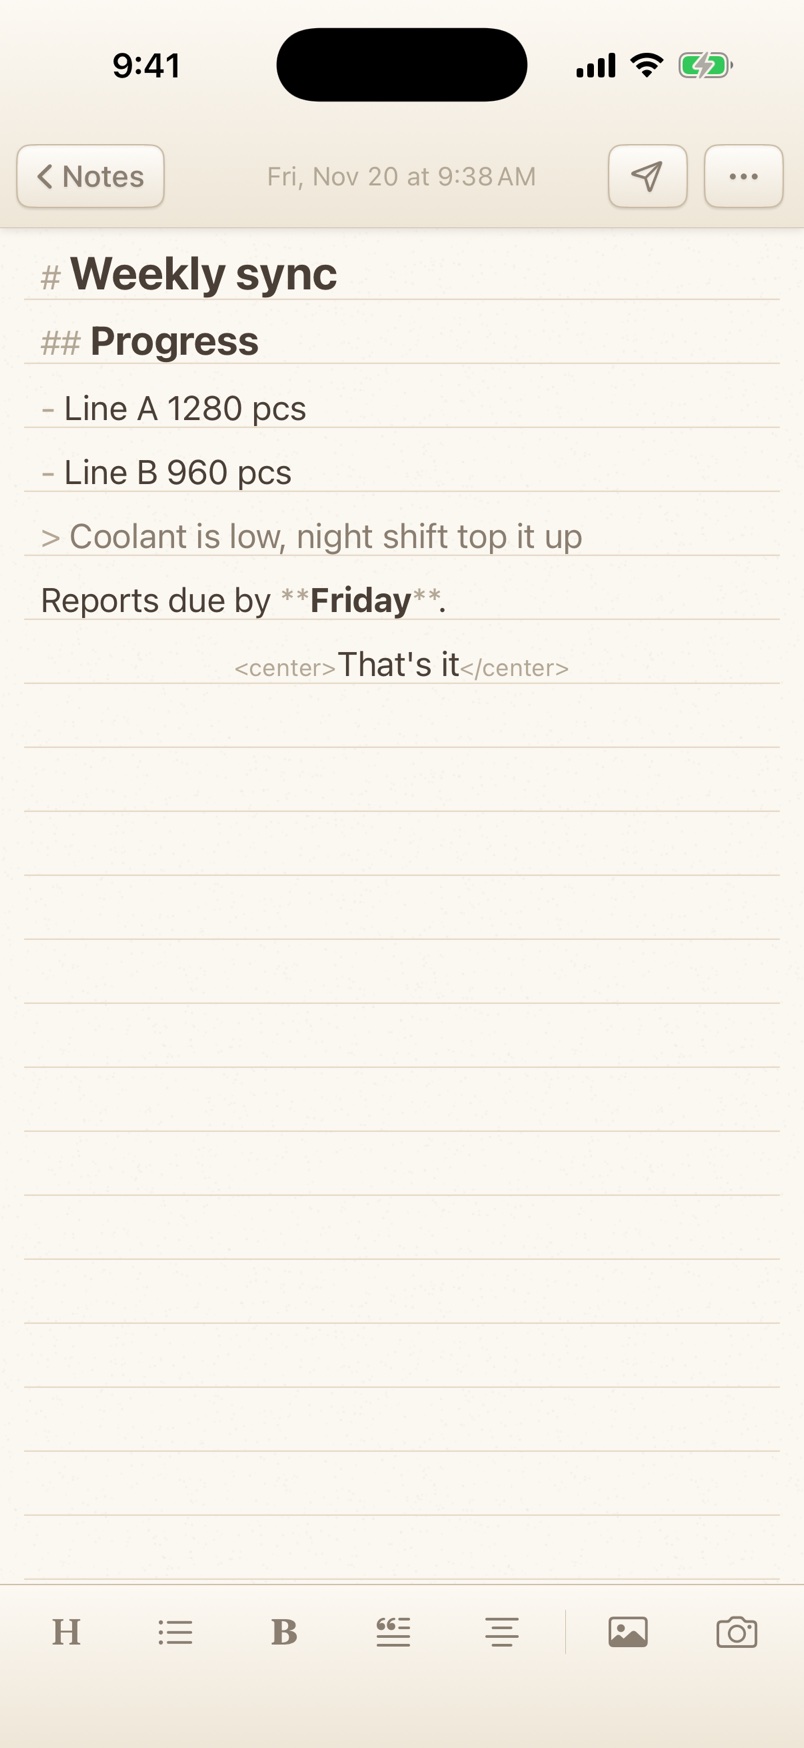 9:41
Notes
Fri, Nov 20 at 9:38 AM
# Weekly sync
## Progress
- Line A 1280 pcs
- Line B 960 pcs
> Coolant is low, night shift top it up
Reports due by **Friday**.
<center>That's it</center>
H B